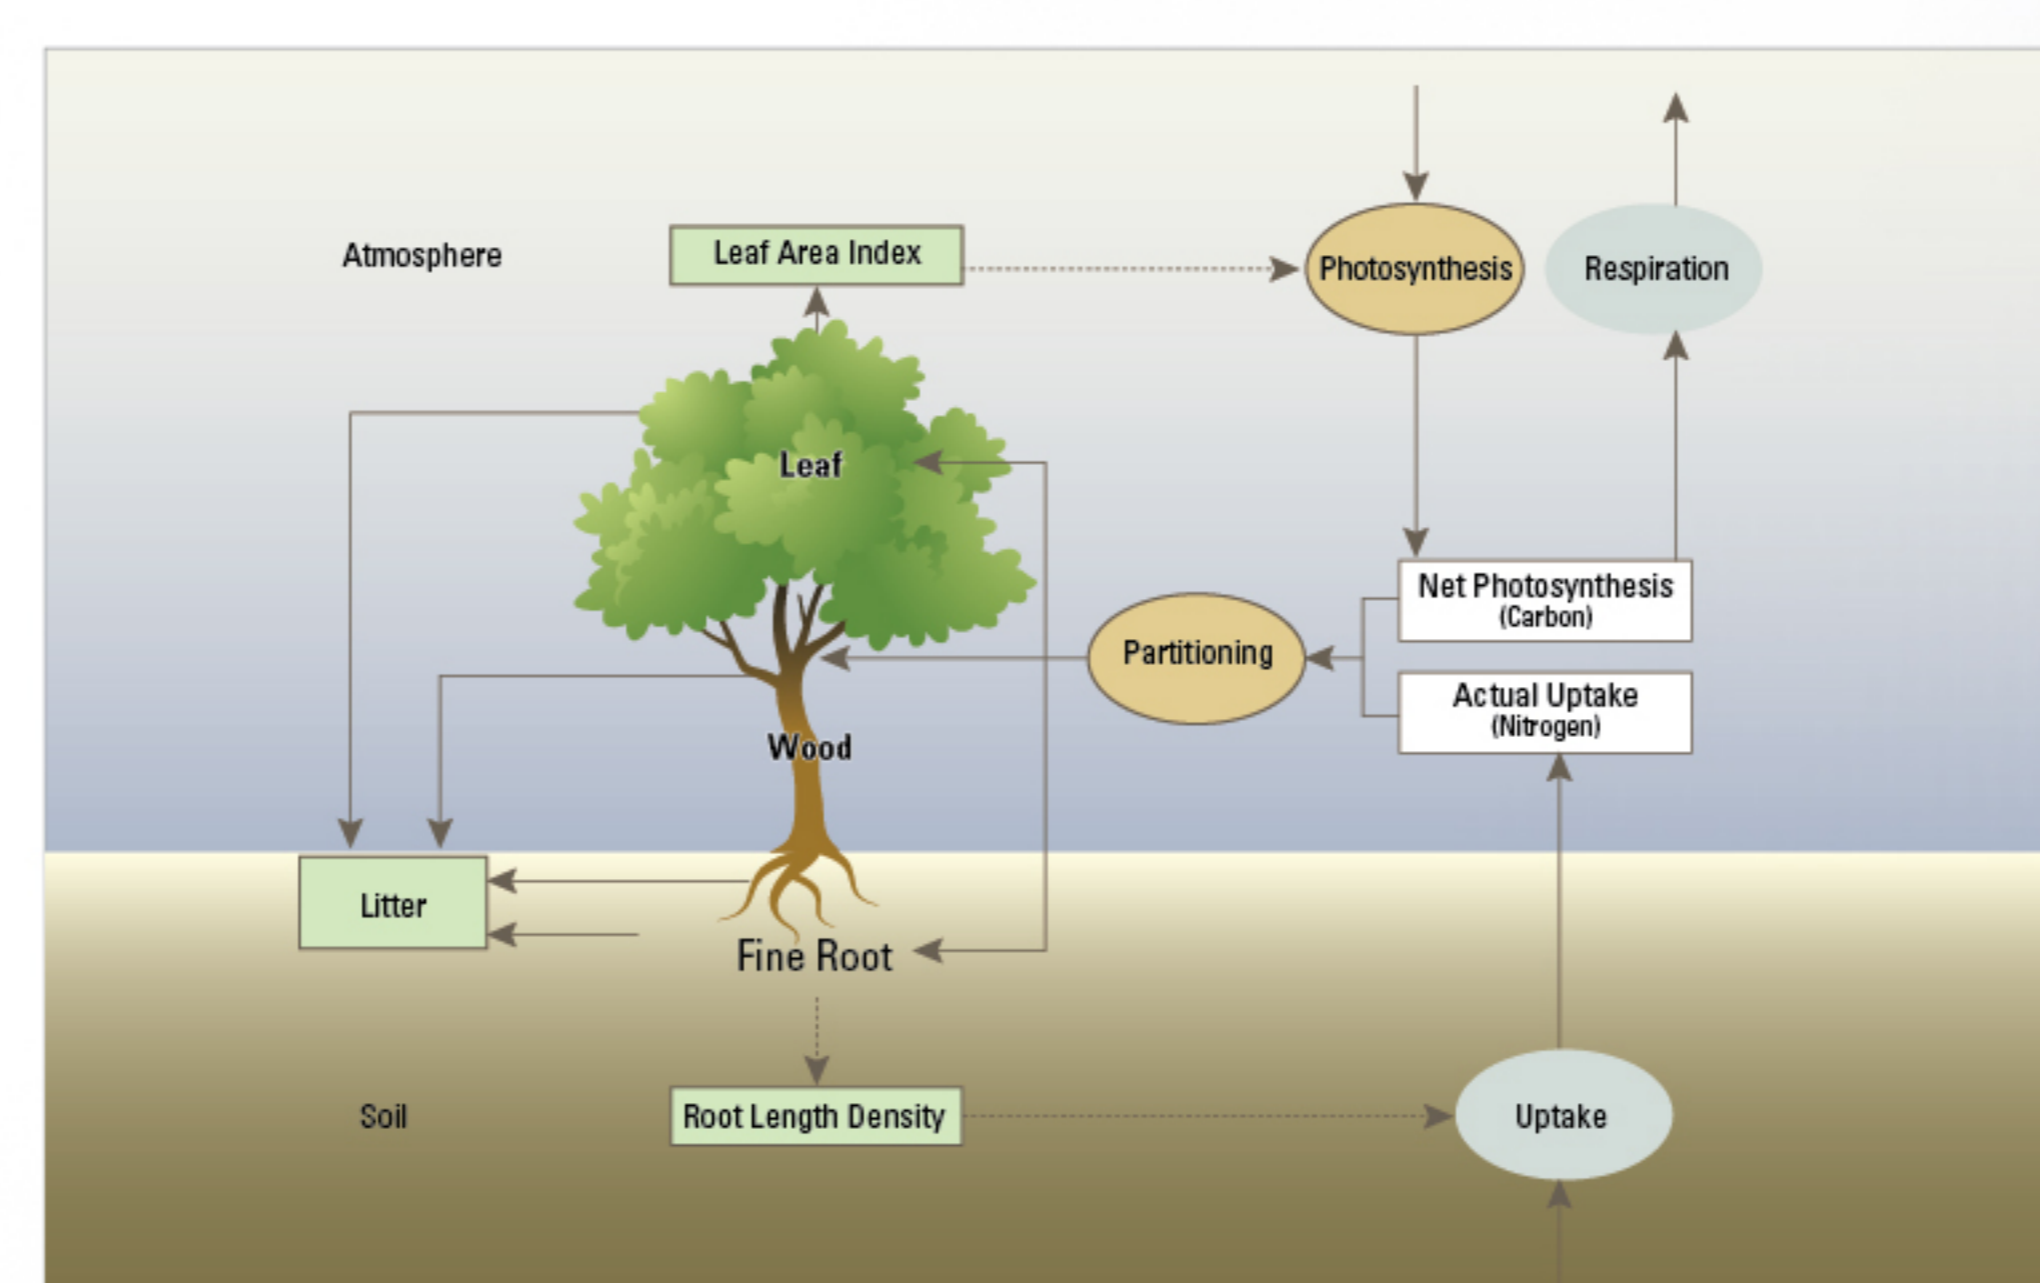 Atmosphere
Leaf Area Index
Photosynthesis
Respiration
Leaf
Net Photosynthesis
(Carbon)
Partitioning
Actual Uptake
(Nitrogen)
Wood
Litter
Fine Root
Soil
Root Length Density
Uptake